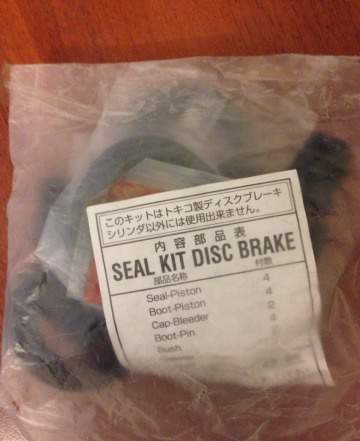 このキットはトキコ製ディスクブレーキ
シリンダ以外には使用出来ません。
内容部品表
SEAL KIT DISC BRAKE
部品名称 付数
Seal-Piston 4
Boot-Piston 4
Cap-Bleeder 2
Boot-Pin 4
Bush